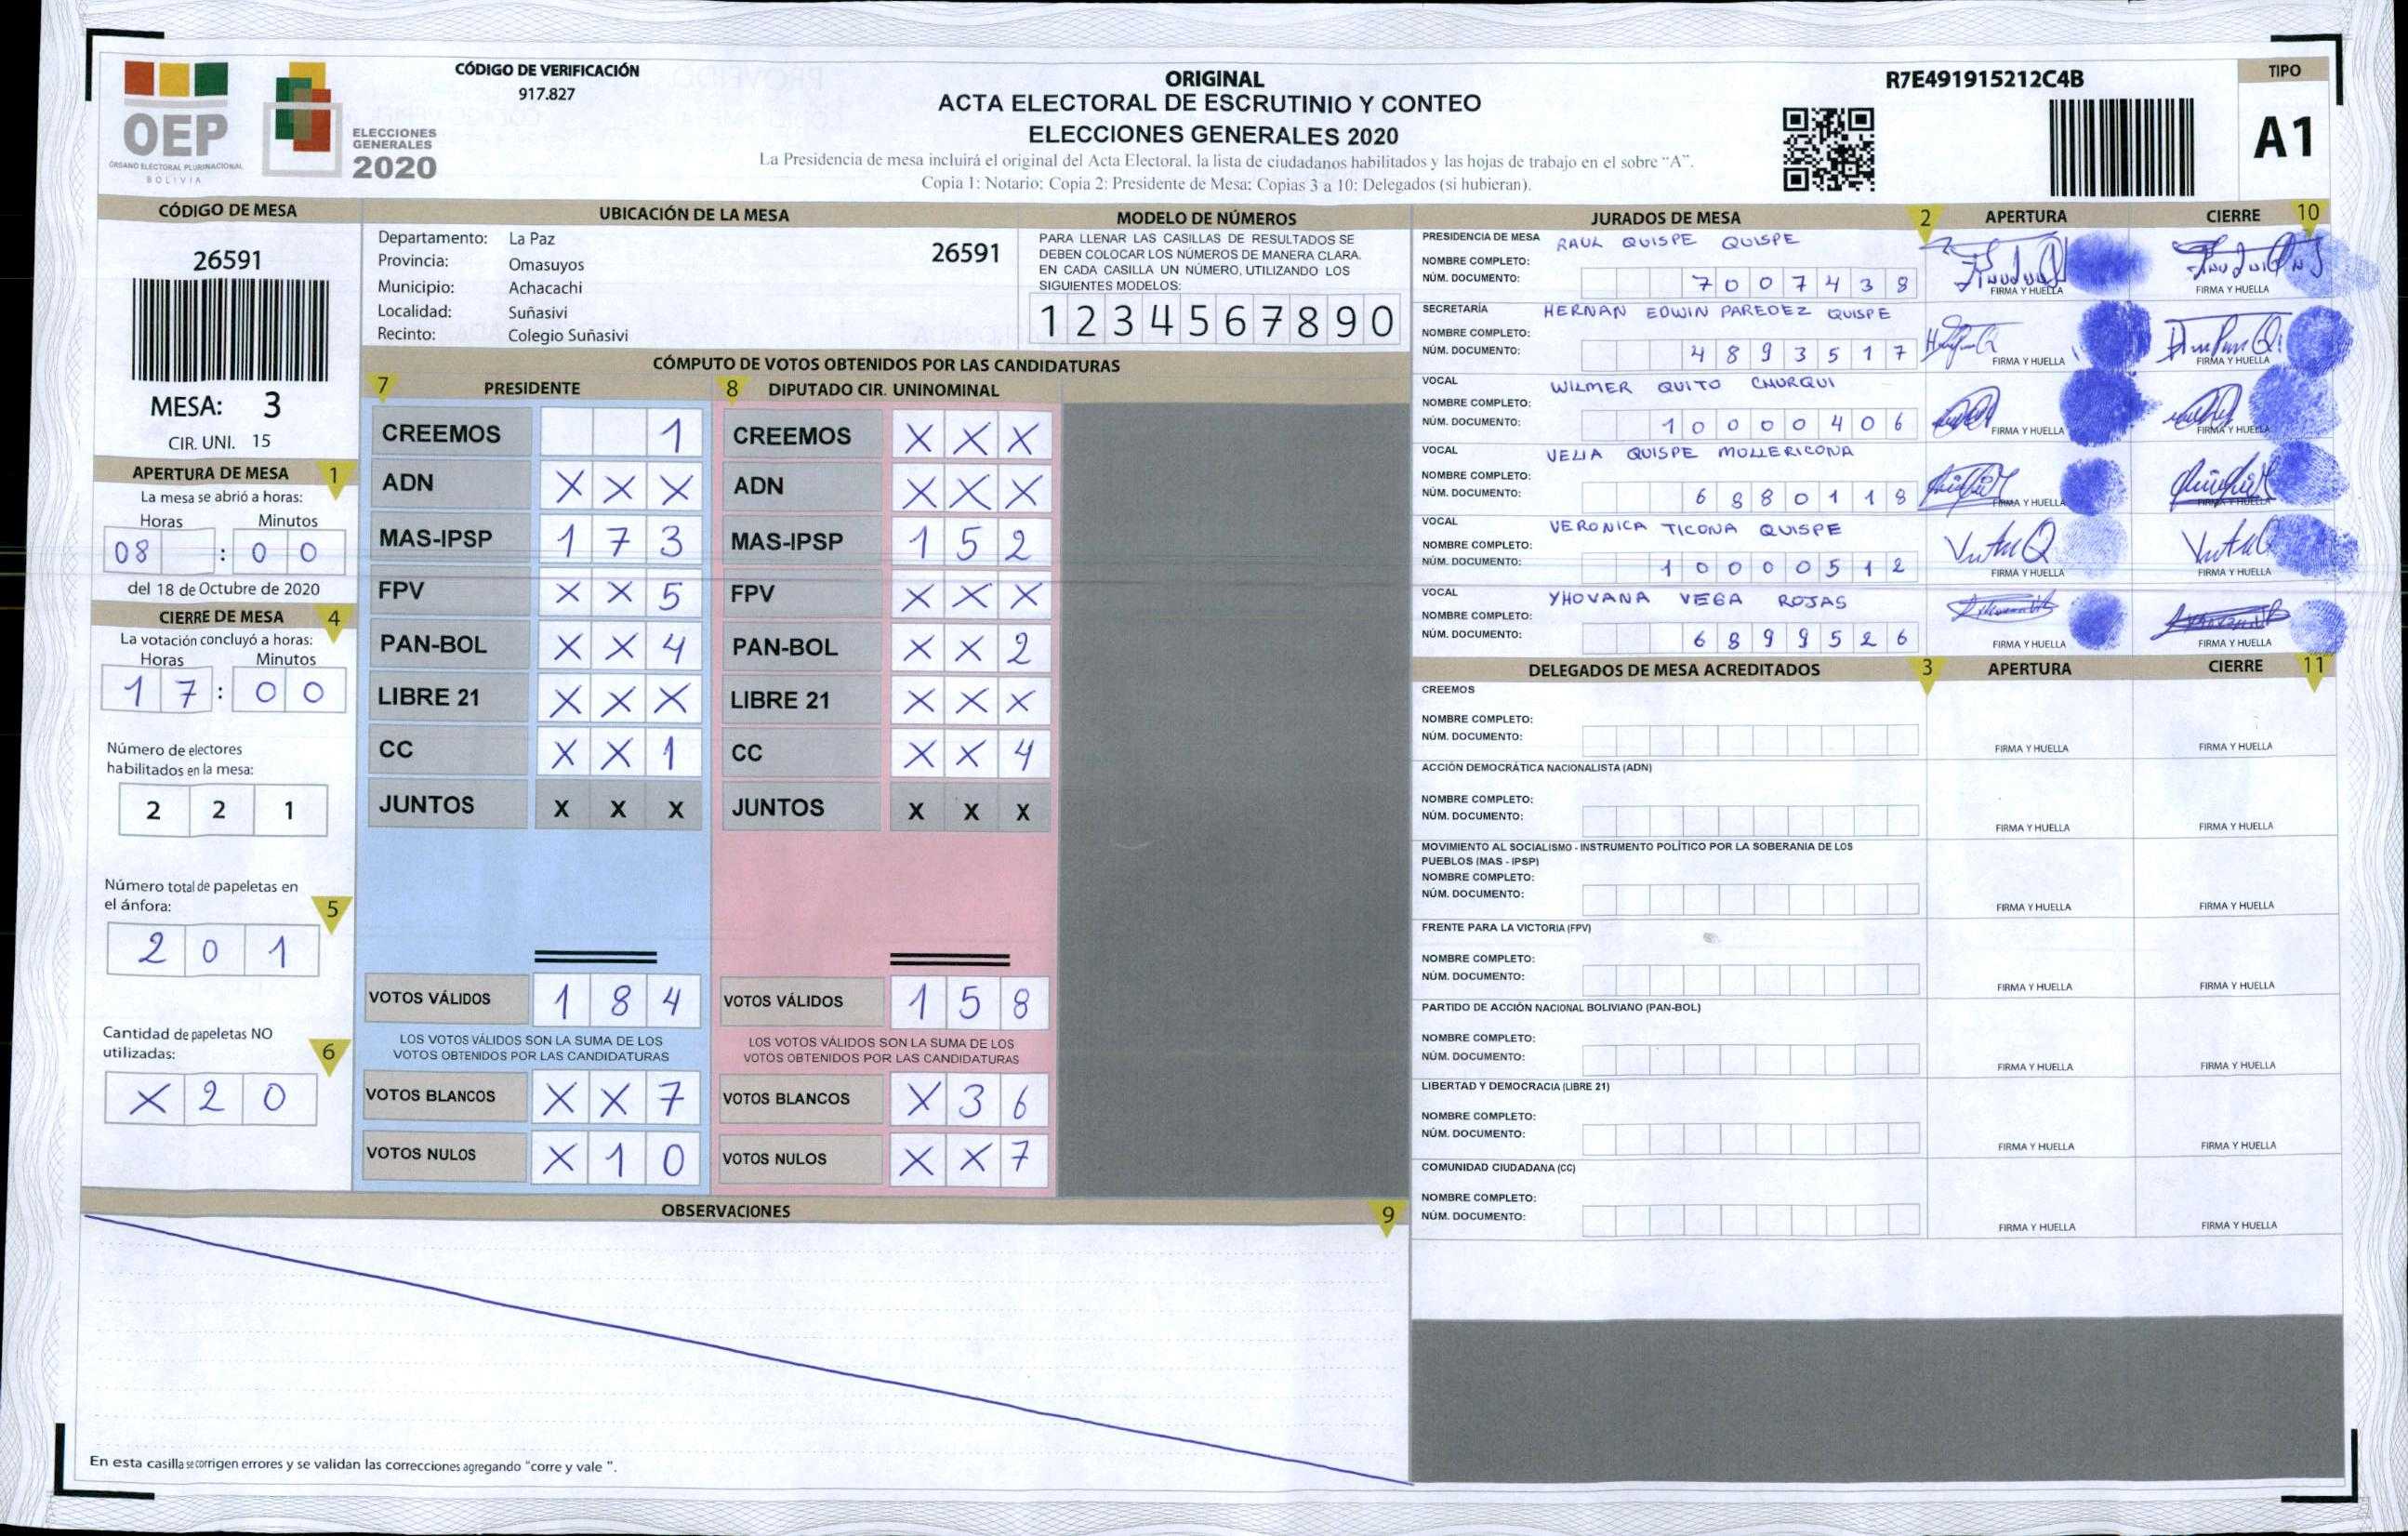 CÓDIGO DE VERIFICACIÓN
917.827
OEP
ÓRGANO ELECTORAL PLURINACIONAL
BOLIVIA
ELECCIONES
GENERALES
2020
ORIGINAL
ACTA ELECTORAL DE ESCRUTINIO Y CONTEO
ELECCIONES GENERALES 2020
La Presidencia de mesa incluirá el original del Acta Electoral, la lista de ciudadanos habilitados y las hojas de trabajo en el sobre “A”.
Copia 1: Notario; Copia 2: Presidente de Mesa; Copias 3 a 10: Delegados (si hubieran).
R7E491915212C4B
TIPO
A1
CÓDIGO DE MESA
26591
MESA: 3
CIR. UNI. 15
APERTURA DE MESA 1
La mesa se abrió a horas:
Horas Minutos
08 : 0 0
del 18 de Octubre de 2020
CIERRE DE MESA 4
La votación concluyó a horas:
Horas Minutos
1 7 : 0 0
Número de electores
habilitados en la mesa:
2 2 1
Número total de papeletas en
el ánfora: 5
2 0 1
Cantidad de papeletas NO
utilizadas: 6
X 2 0
UBICACIÓN DE LA MESA
Departamento: La Paz
26591
Provincia: Omasuyos
Municipio: Achacachi
Localidad: Suñasivi
Recinto: Colegio Suñasivi
MODELO DE NÚMEROS
PARA LLENAR LAS CASILLAS DE RESULTADOS SE
DEBEN COLOCAR LOS NÚMEROS DE MANERA CLARA.
EN CADA CASILLA UN NÚMERO, UTILIZANDO LOS
SIGUIENTES MODELOS:
1 2 3 4 5 6 7 8 9 0
CÓMPUTO DE VOTOS OBTENIDOS POR LAS CANDIDATURAS
7 PRESIDENTE
CREEMOS 1
ADN X X X
MAS-IPSP 1 7 3
FPV X X 5
PAN-BOL X X 4
LIBRE 21 X X X
CC X X 1
JUNTOS X X X
VOTOS VÁLIDOS 1 8 4
LOS VOTOS VÁLIDOS SON LA SUMA DE LOS
VOTOS OBTENIDOS POR LAS CANDIDATURAS
VOTOS BLANCOS X X 7
VOTOS NULOS X 1 0
8 DIPUTADO CIR. UNINOMINAL
CREEMOS X X X
ADN X X X
MAS-IPSP 1 5 2
FPV X X X
PAN-BOL X X 2
LIBRE 21 X X X
CC X X 4
JUNTOS X X X
VOTOS VÁLIDOS 1 5 8
LOS VOTOS VÁLIDOS SON LA SUMA DE LOS
VOTOS OBTENIDOS POR LAS CANDIDATURAS
VOTOS BLANCOS X 3 6
VOTOS NULOS X X 7
OBSERVACIONES 9
En esta casilla se corrigen errores y se validan las correcciones agregando "corre y vale ".
JURADOS DE MESA 2 APERTURA CIERRE 10
PRESIDENCIA DE MESA RAUL QUISPE QUISPE
NOMBRE COMPLETO:
NÚM. DOCUMENTO: 7 0 0 7 4 3 8
FIRMA Y HUELLA FIRMA Y HUELLA
SECRETARÍA HERNAN EDWIN PAREDEZ QUISPE
NOMBRE COMPLETO:
NÚM. DOCUMENTO: 4 8 9 3 5 1 7
FIRMA Y HUELLA FIRMA Y HUELLA
VOCAL WILMER QUITO CHURQUI
NOMBRE COMPLETO:
NÚM. DOCUMENTO: 1 0 0 0 0 4 0 6
FIRMA Y HUELLA FIRMA Y HUELLA
VOCAL VELIA QUISPE MOLLERICONA
NOMBRE COMPLETO:
NÚM. DOCUMENTO: 6 8 8 0 1 1 8
FIRMA Y HUELLA FIRMA Y HUELLA
VOCAL VERONICA TICONA QUISPE
NOMBRE COMPLETO:
NÚM. DOCUMENTO: 1 0 0 0 0 5 1 2
FIRMA Y HUELLA FIRMA Y HUELLA
VOCAL YHOVANA VEGA ROJAS
NOMBRE COMPLETO:
NÚM. DOCUMENTO: 6 8 9 9 5 2 6
FIRMA Y HUELLA FIRMA Y HUELLA
DELEGADOS DE MESA ACREDITADOS 3 APERTURA CIERRE 11
CREEMOS
NOMBRE COMPLETO:
NÚM. DOCUMENTO:
FIRMA Y HUELLA FIRMA Y HUELLA
ACCIÓN DEMOCRÁTICA NACIONALISTA (ADN)
NOMBRE COMPLETO:
NÚM. DOCUMENTO:
FIRMA Y HUELLA FIRMA Y HUELLA
MOVIMIENTO AL SOCIALISMO - INSTRUMENTO POLÍTICO POR LA SOBERANIA DE LOS
PUEBLOS (MAS - IPSP)
NOMBRE COMPLETO:
NÚM. DOCUMENTO:
FIRMA Y HUELLA FIRMA Y HUELLA
FRENTE PARA LA VICTORIA (FPV)
NOMBRE COMPLETO:
NÚM. DOCUMENTO:
FIRMA Y HUELLA FIRMA Y HUELLA
PARTIDO DE ACCIÓN NACIONAL BOLIVIANO (PAN-BOL)
NOMBRE COMPLETO:
NÚM. DOCUMENTO:
FIRMA Y HUELLA FIRMA Y HUELLA
LIBERTAD Y DEMOCRACIA (LIBRE 21)
NOMBRE COMPLETO:
NÚM. DOCUMENTO:
FIRMA Y HUELLA FIRMA Y HUELLA
COMUNIDAD CIUDADANA (CC)
NOMBRE COMPLETO:
NÚM. DOCUMENTO:
FIRMA Y HUELLA FIRMA Y HUELLA